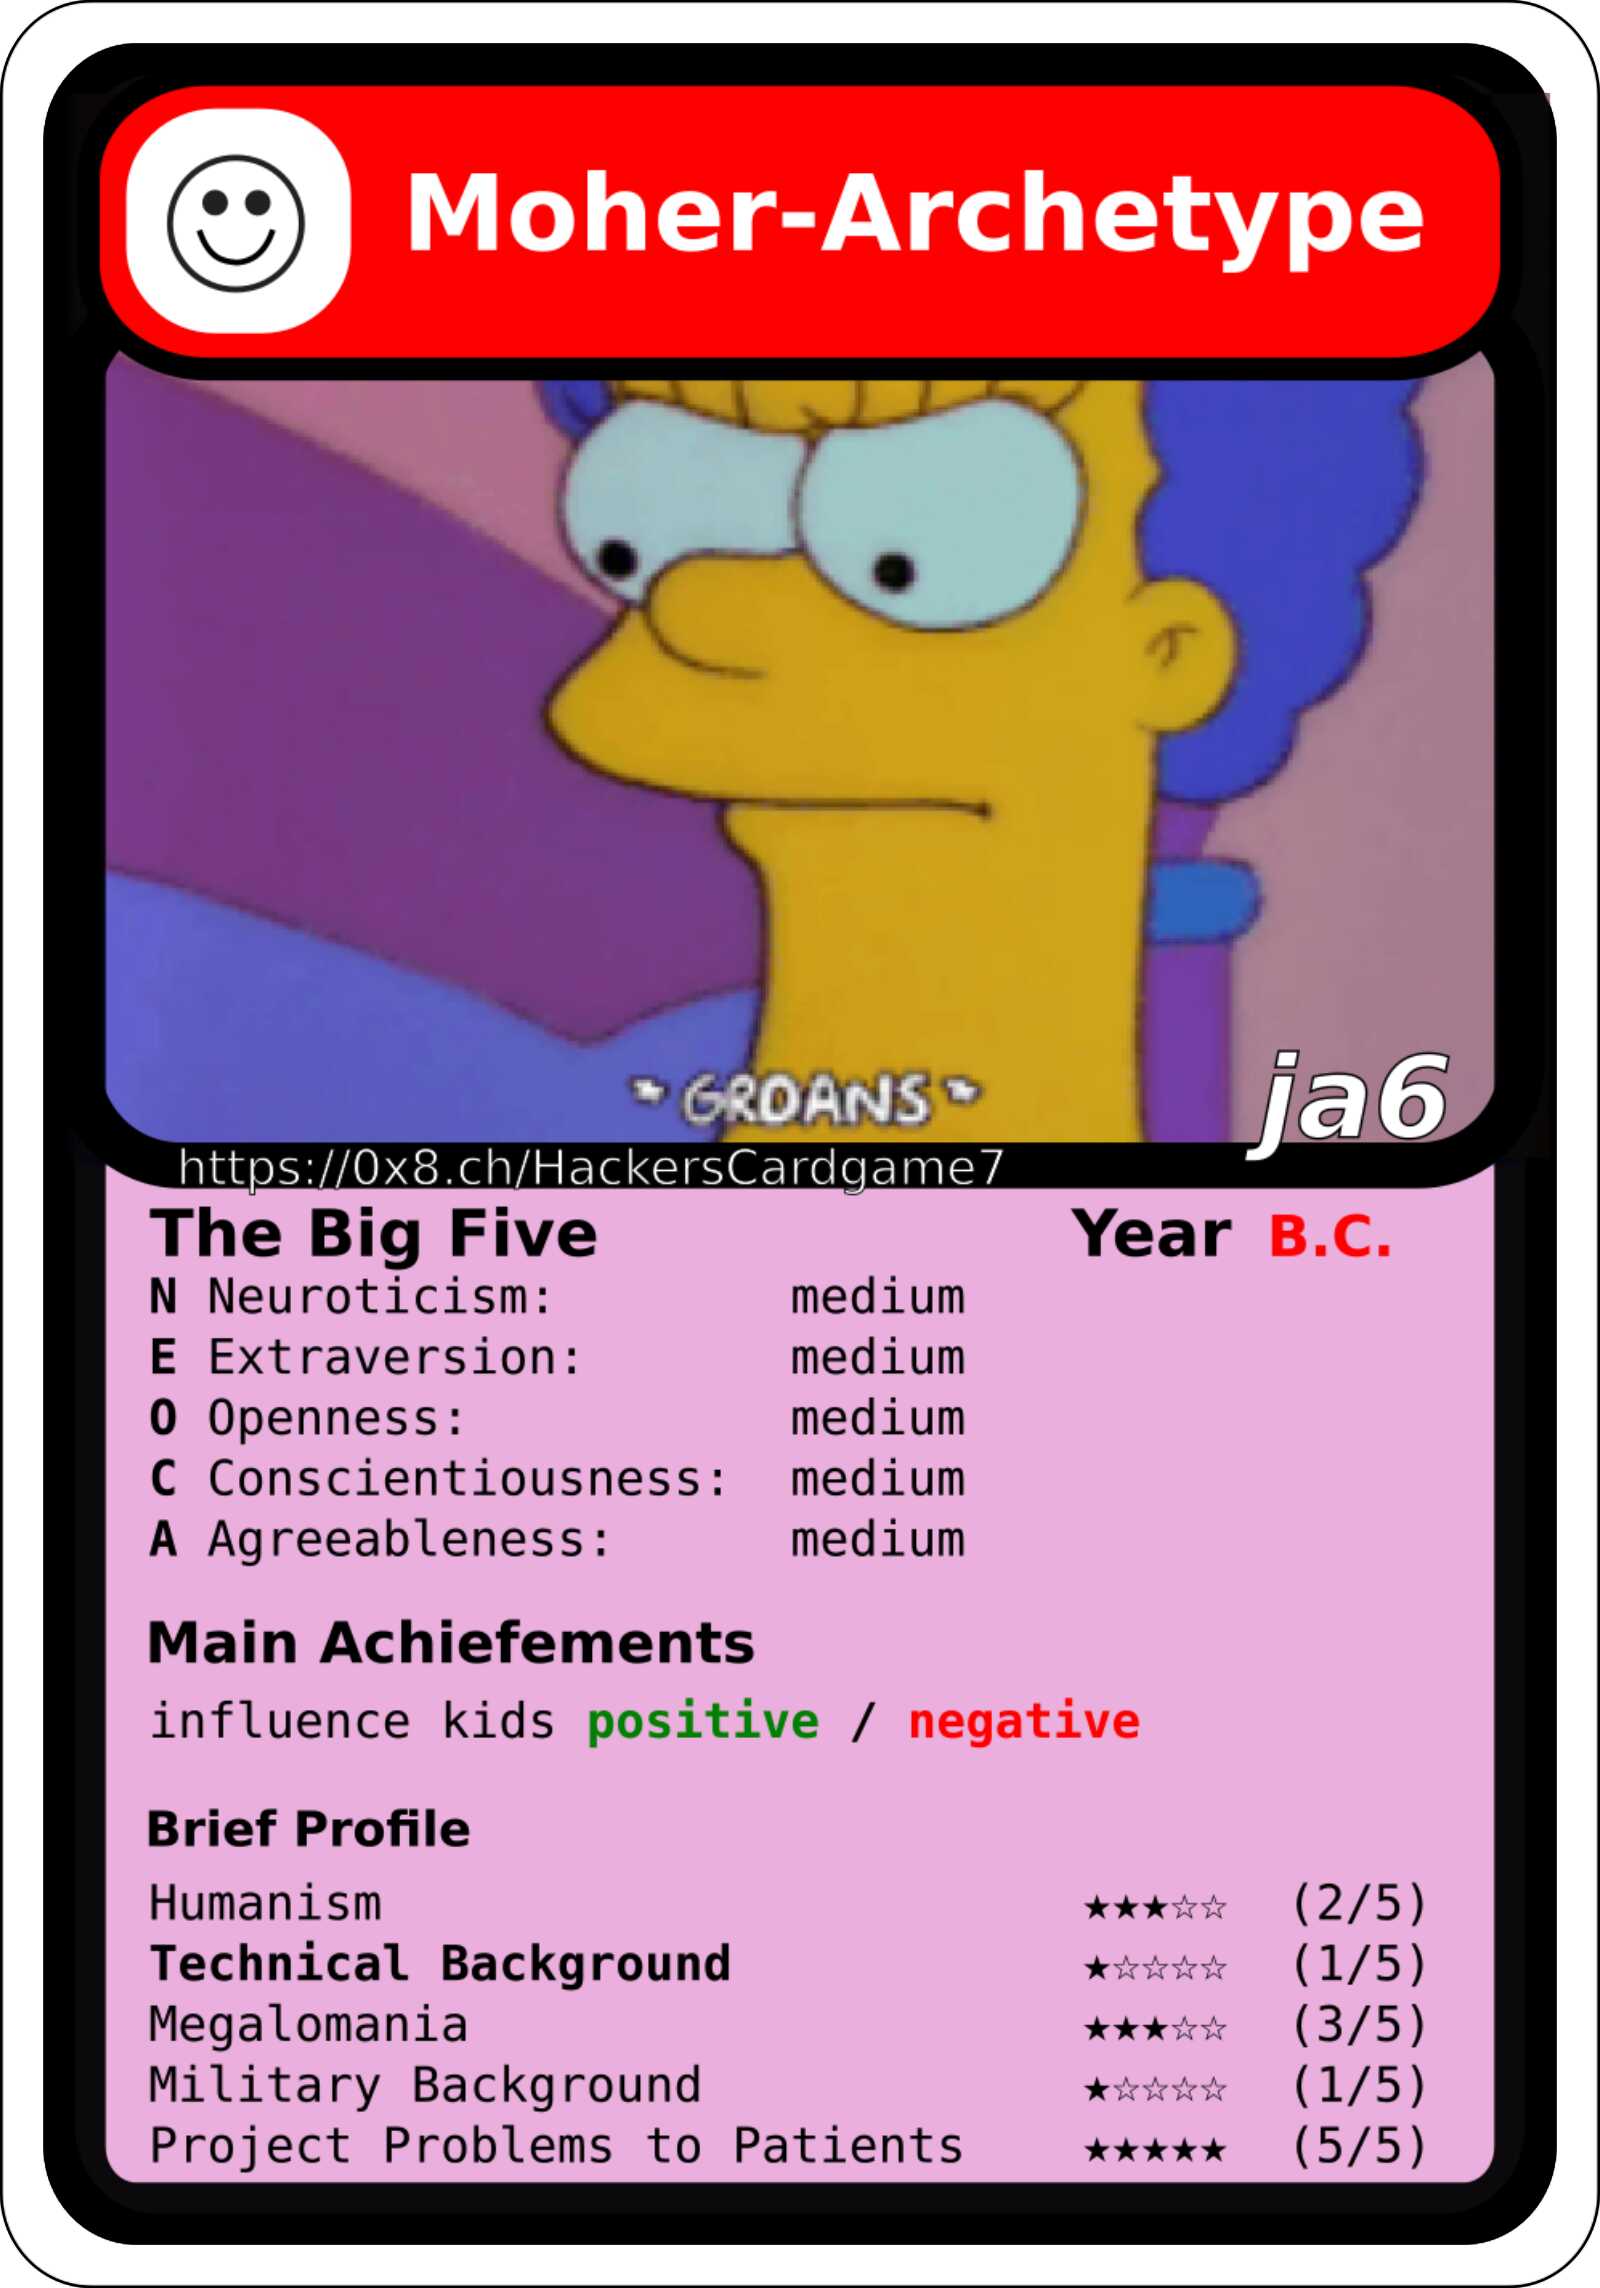 Moher-Archetype
~ GROANS ~
ja6
https://0x8.ch/HackersCardgame7
The Big Five Year B.C.
N Neuroticism: medium
E Extraversion: medium
O Openness: medium
C Conscientiousness: medium
A Agreeableness: medium
Main Achiefements
influence kids positive / negative
Brief Profile
Humanism ★★★☆☆ (2/5)
Technical Background ★☆☆☆☆ (1/5)
Megalomania ★★★☆☆ (3/5)
Military Background ★☆☆☆☆ (1/5)
Project Problems to Patients ★★★★★ (5/5)